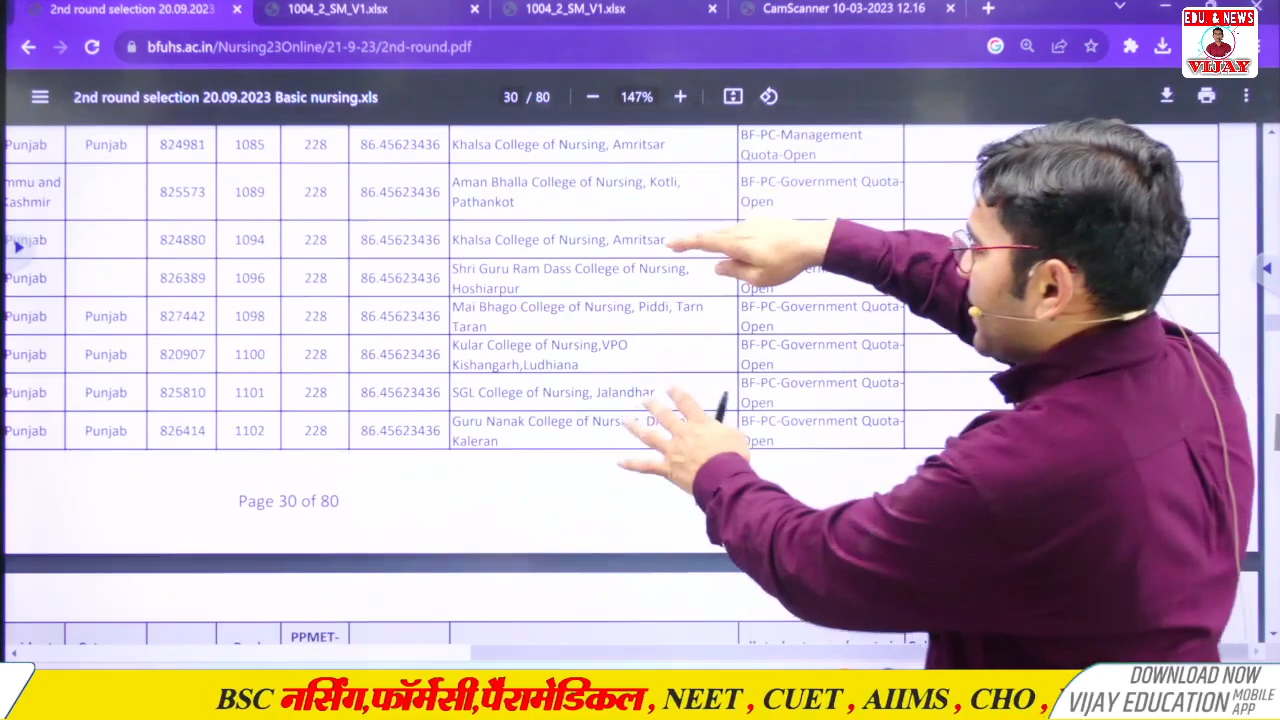 2nd round selection 20.09.2023
1004_2_SM_V1.xlsx
1004_2_SM_V1.xlsx
CamScanner 10-03-2023 12.16
EDU. & NEWS
VIJAY
bfuhs.ac.in/Nursing23Online/21-9-23/2nd-round.pdf
2nd round selection 20.09.2023 Basic nursing.xls
30 / 80
147%
Punjab Punjab 824981 1085 228 86.45623436 Khalsa College of Nursing, Amritsar BF-PC-Management
Quota-Open
and 825573 1089 228 86.45623436 Aman Bhalla College of Nursing, Kotli, BF-PC-Government Quota-
Pathankot Open
Punjab 824880 1094 228 86.45623436 Khalsa College of Nursing, Amritsar
Punjab 826389 1096 228 86.45623436 Shri Guru Ram Dass College of Nursing,
Hoshiarpur Open
Punjab Punjab 827442 1098 228 86.45623436 Mai Bhago College of Nursing, Piddi, Tarn BF-PC-Government Quota-
Taran Open
Punjab Punjab 820907 1100 228 86.45623436 Kular College of Nursing,VPO BF-PC-Government Quota-
Kishangarh,Ludhiana Open
Punjab Punjab 825810 1101 228 86.45623436 SGL College of Nursing, Jalandhar BF-PC-Government Quota-
Open
Punjab Punjab 826414 1102 228 86.45623436 Guru Nanak College of BF-PC-Government Quota-
Kaleran Open
Page 30 of 80
PPMET-
BSC नर्सिंग,फॉर्मेसी,पैरामेडिकल , NEET , CUET , AIIMS , CHO ,
DOWNLOAD NOW
VIJAY EDUCATION MOBILE APP